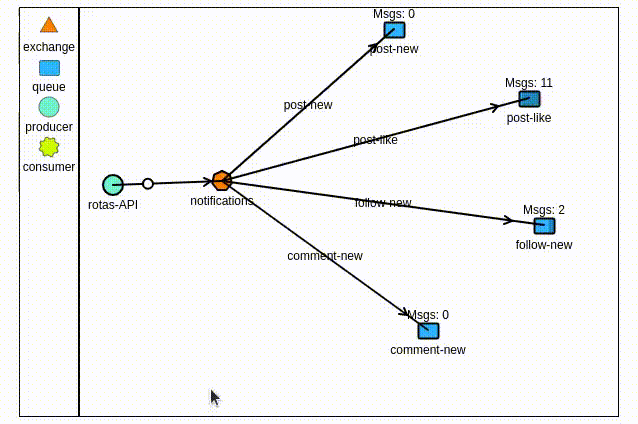 exchange
queue
producer
consumer
rotas-API
notifications
Msgs: 0
post-new
post-new
Msgs: 11
post-like
post-like
Msgs: 2
follow-new
follow-new
Msgs: 0
comment-new
comment-new